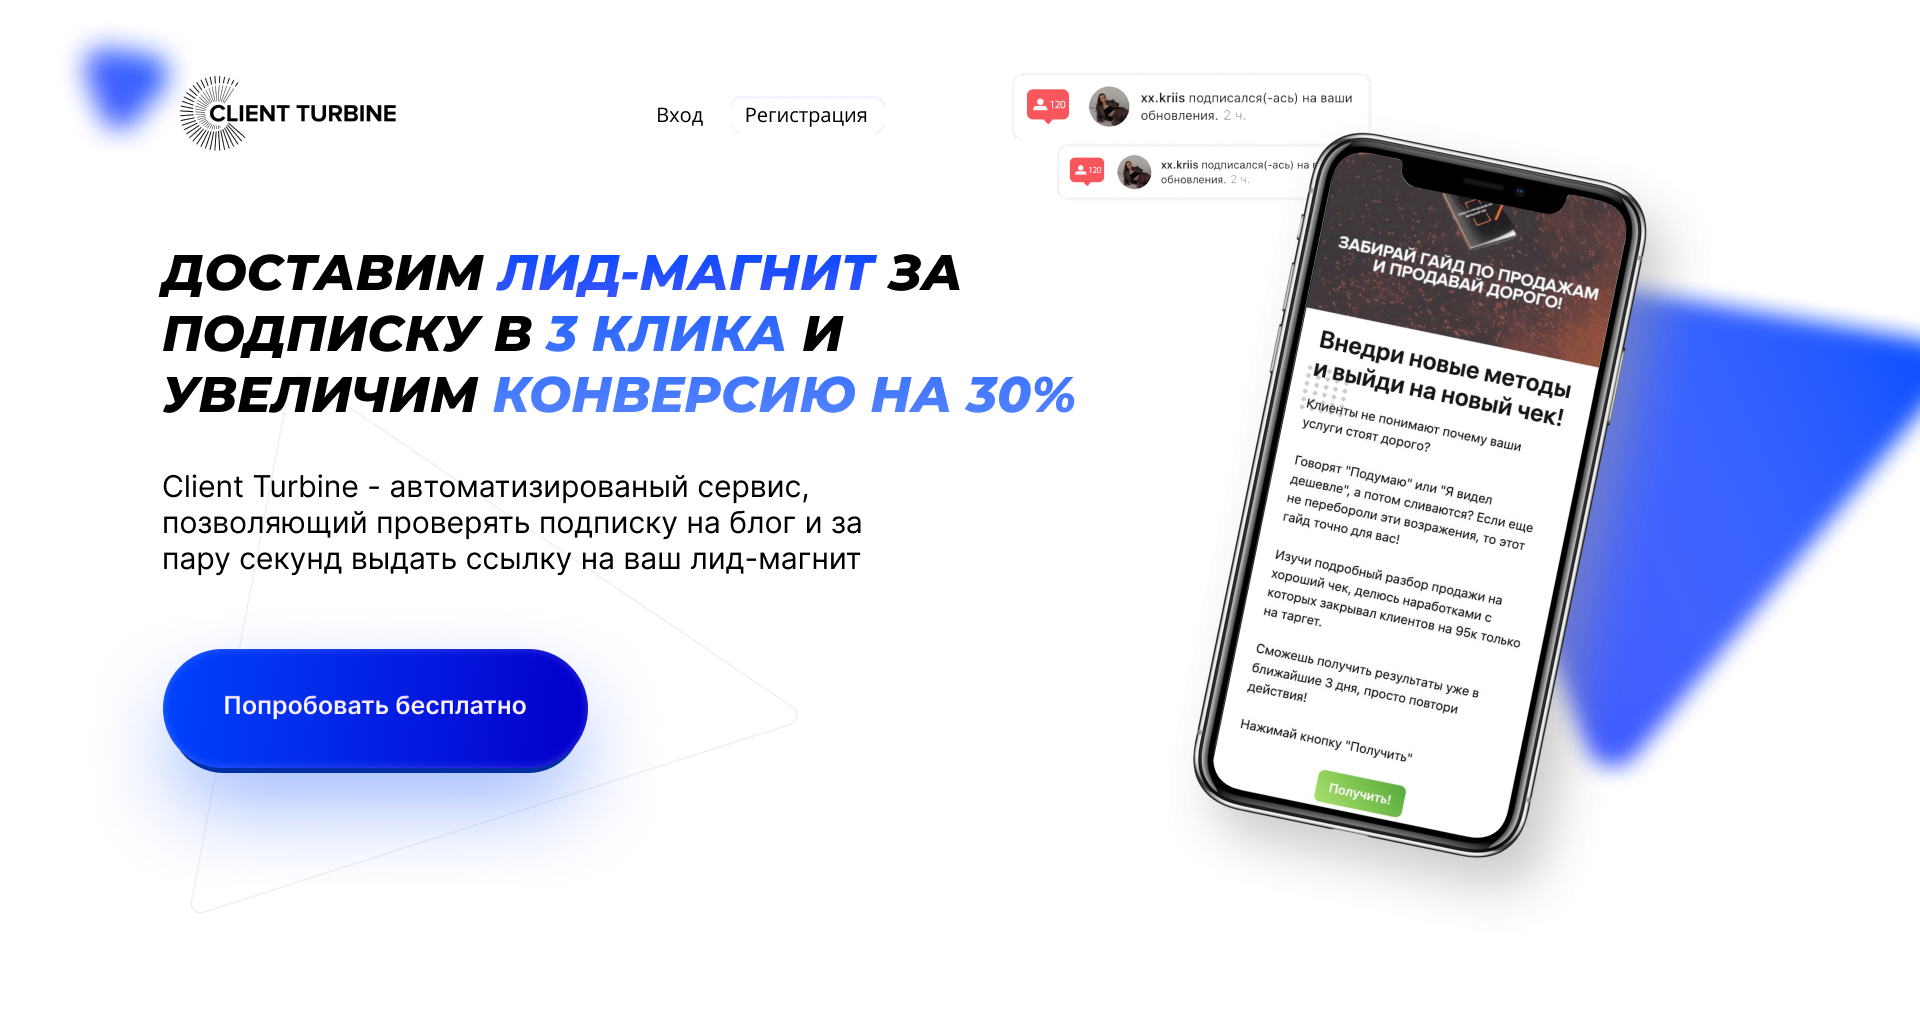 CLIENT TURBINE
Вход
Регистрация
120
xx.kriis подписался(-ась) на ваши
обновления. 2 ч.
120
xx.kriis подписался(-ась) на
обновления. 2 ч.
ДОСТАВИМ ЛИД-МАГНИТ ЗА
ПОДПИСКУ В 3 КЛИКА И
УВЕЛИЧИМ КОНВЕРСИЮ НА 30%
Client Turbine - автоматизированый сервис,
позволяющий проверять подписку на блог и за
пару секунд выдать ссылку на ваш лид-магнит
Попробовать бесплатно
ЗАБИРАЙ ГАЙД ПО ПРОДАЖАМ
И ПРОДАВАЙ ДОРОГО!
Внедри новые методы
и выйди на новый чек!
Клиенты не понимают почему ваши
услуги стоят дорого?
Говорят "Подумаю" или "Я видел
дешевле", а потом сливаются? Если еще
не перебороли эти возражения, то этот
гайд точно для вас!
Изучи подробный разбор продажи на
хороший чек, делюсь наработками с
которых закрывал клиентов на 95к только
на таргет.
Сможешь получить результаты уже в
ближайшие 3 дня, просто повтори
действия!
Нажимай кнопку "Получить"
Получить!